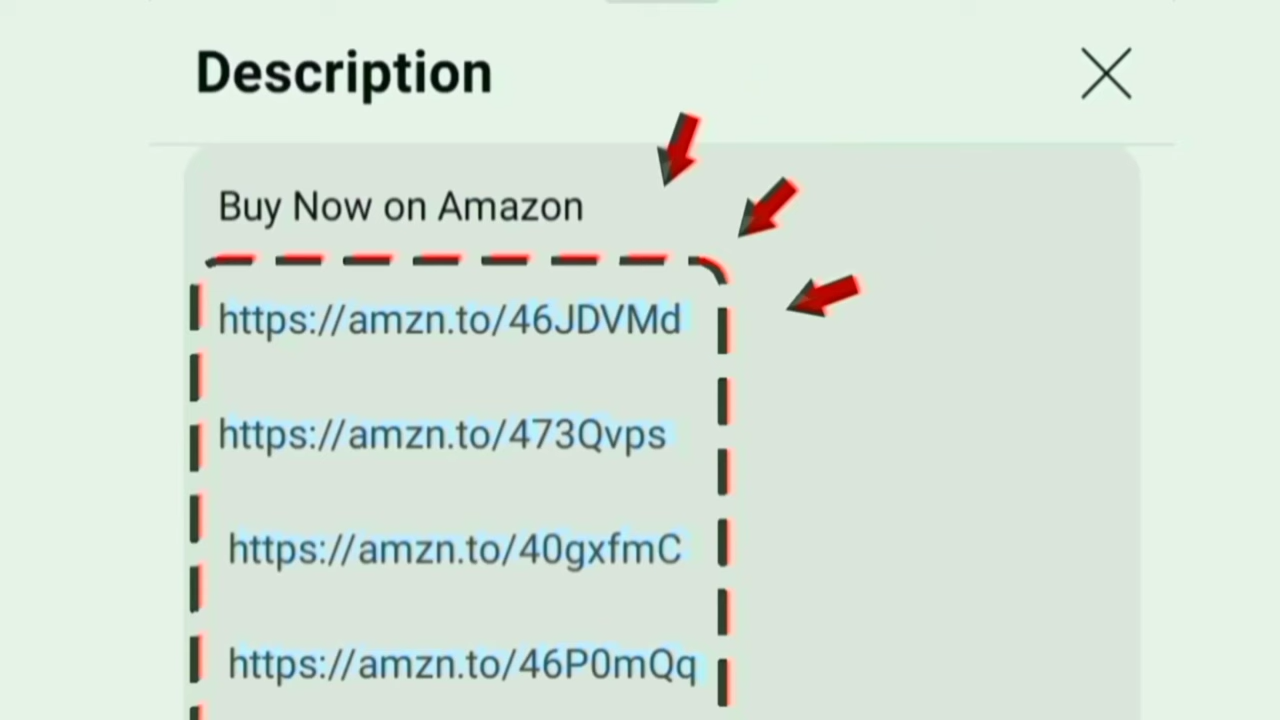 Description
Buy Now on Amazon
https://amzn.to/46JDVMd
https://amzn.to/473Qvps
https://amzn.to/40gxfmC
https://amzn.to/46P0mQq